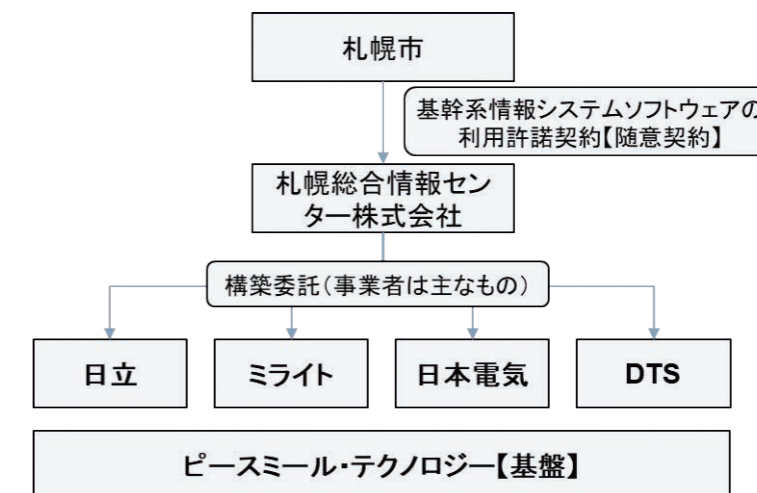 札幌市
基幹系情報システムソフトウェアの
利用許諾契約【随意契約】
札幌総合情報セン
ター株式会社
構築委託（事業者は主なもの）
日立
ミライト
日本電気
DTS
ピースミール・テクノロジー【基盤】